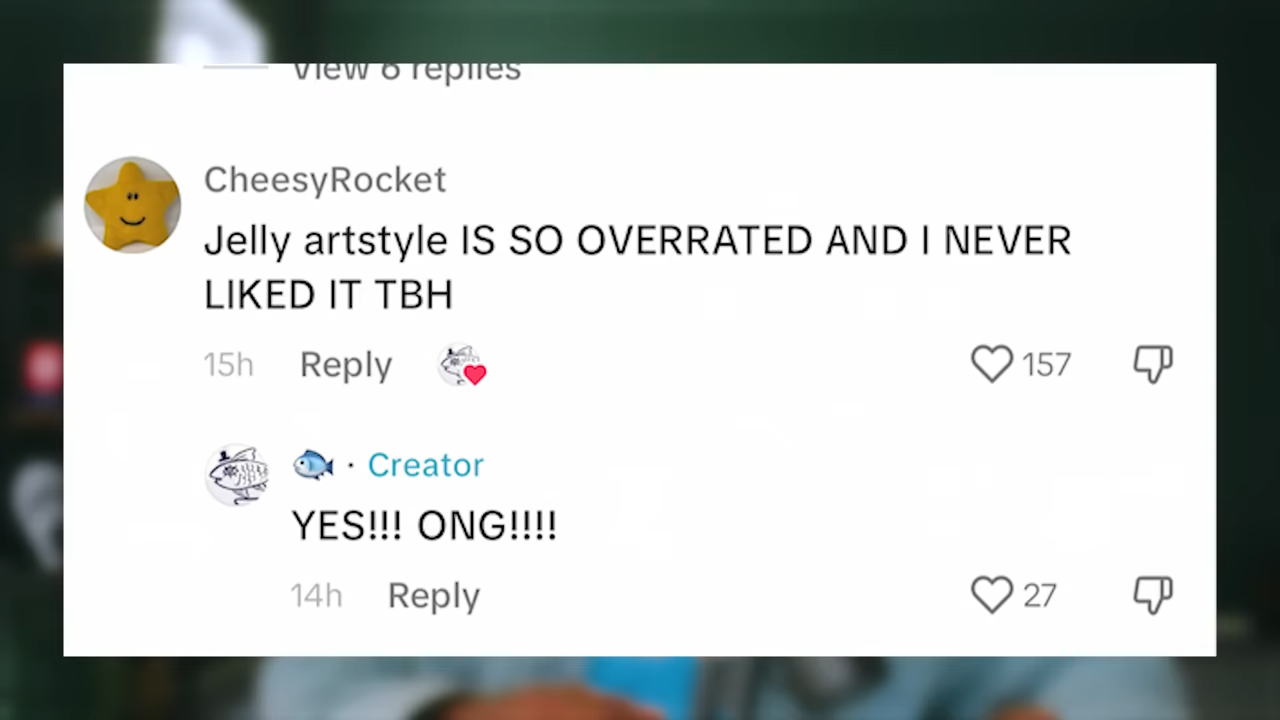 View 6 replies
CheesyRocket
Jelly artstyle IS SO OVERRATED AND I NEVER
LIKED IT TBH
15h Reply 157
🐟 · Creator
YES!!! ONG!!!!
14h Reply 27